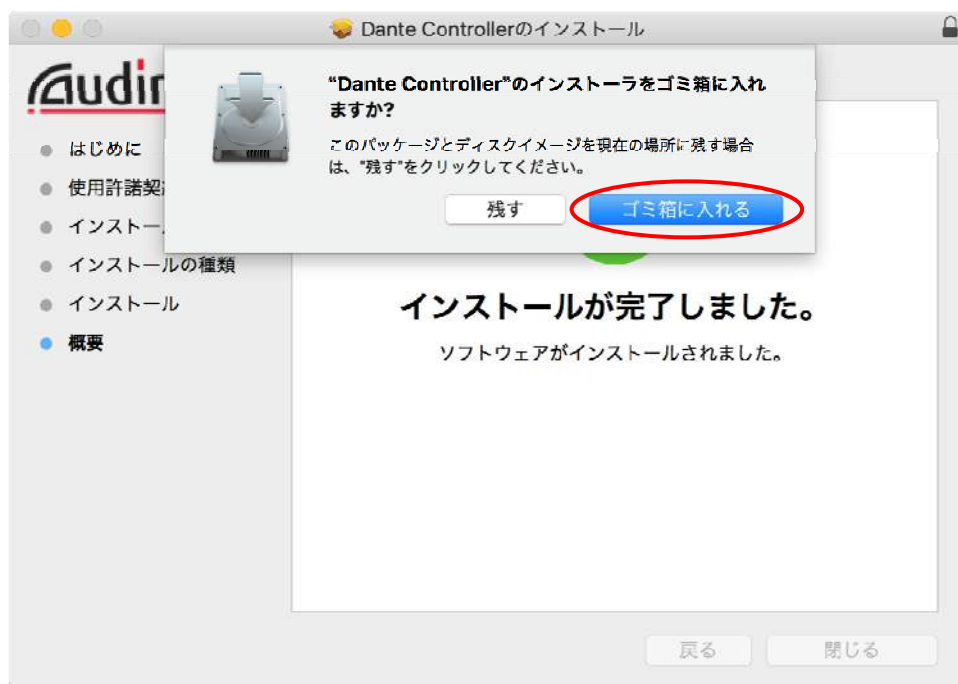 Dante Controllerのインストール
“Dante Controller”のインストーラをゴミ箱に入れ
ますか?
このパッケージとディスクイメージを現在の場所に残す場合
は、"残す"をクリックしてください。
残す
ゴミ箱に入れる
はじめに
使用許諾契
インストー
インストールの種類
インストール
概要
インストールが完了しました。
ソフトウェアがインストールされました。
戻る
閉じる